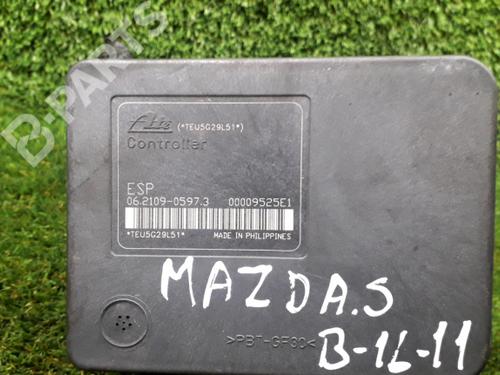 B-PARTS
Ate (*TEU5G29L51*)
Controller
ESP
06.2109-0597.3 00009525E1
*TEU5G29L51* MADE IN PHILIPPINES
MAZDA.5
>PBT-GF30<
B-1L-11